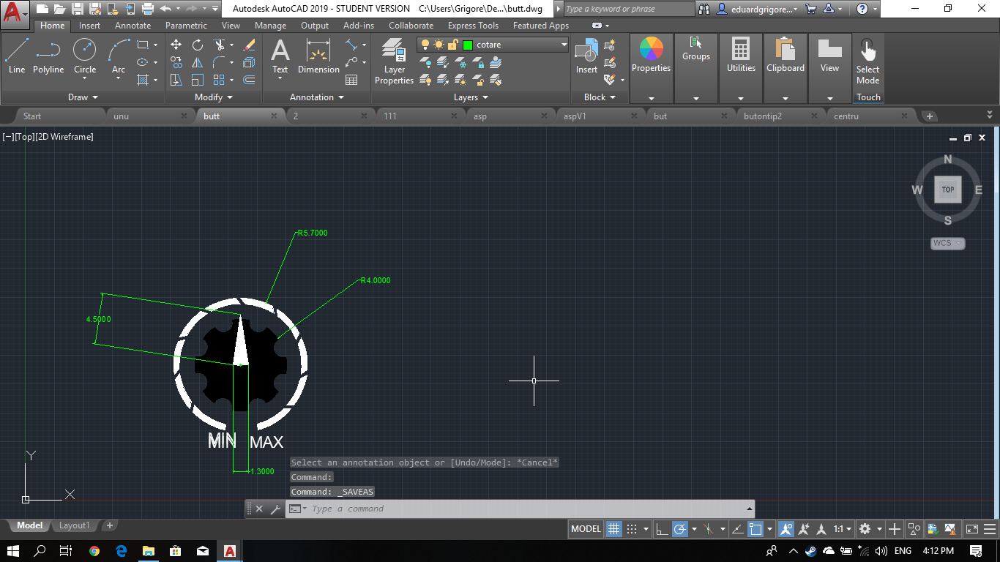 Autodesk AutoCAD 2019 - STUDENT VERSION C:\Users\Grigore\De...\butt.dwg Type a keyword or phrase eduardgrigore...
Home Insert Annotate Parametric View Manage Output Add-ins Collaborate Express Tools Featured Apps
cotare
Line Polyline Circle Arc Text Dimension Layer Properties Insert Properties Groups Utilities Clipboard View Select Mode
Draw Modify Annotation Layers Block Touch
Start unu butt 2 111 asp aspV1 but butontip2 centru
[−][Top][2D Wireframe]
N
W TOP E
S
WCS
R5.7000
R4.0000
4.5000
MIN MAX
1.3000
Y
X
Select an annotation object or [Undo/Mode]: *Cancel*
Command:
Command: _SAVEAS
Type a command
Model Layout1 MODEL 1:1
ENG 4:12 PM